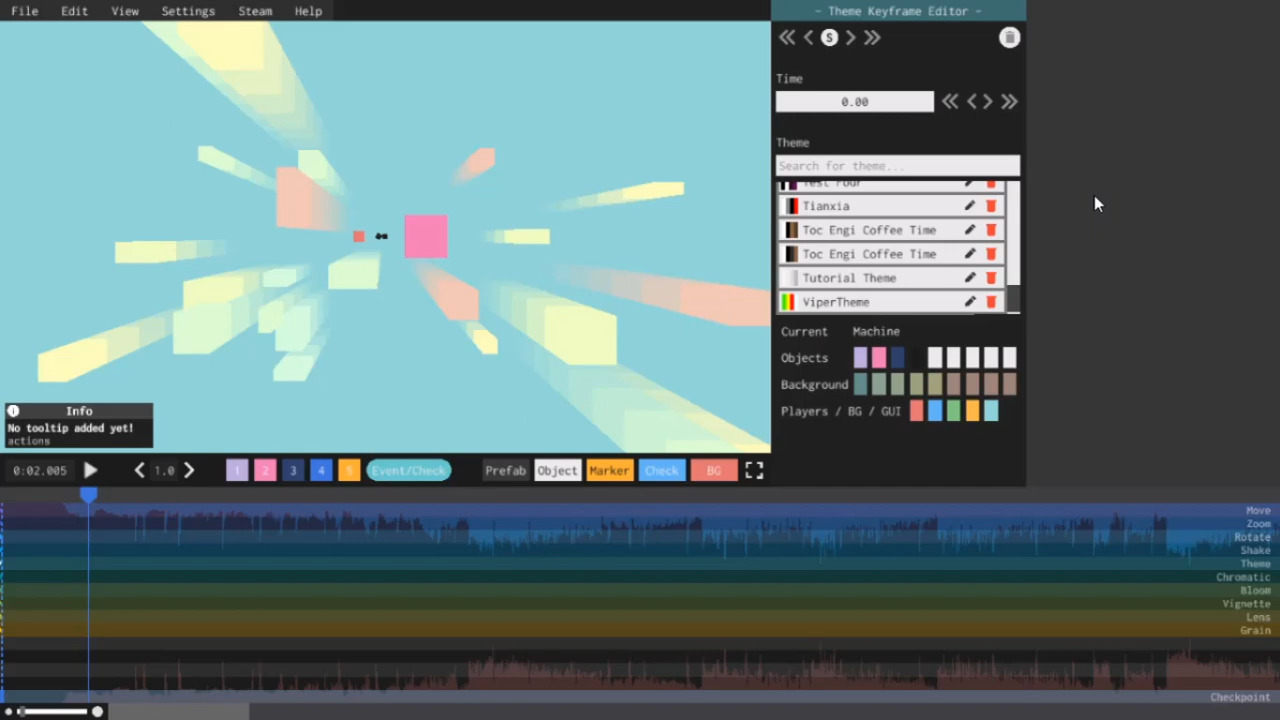 File Edit View Settings Steam Help
- Theme Keyframe Editor -
S
Time
0.00
Theme
Search for theme...
Test Four
Tianxia
Toc Engi Coffee Time
Toc Engi Coffee Time
Tutorial Theme
ViperTheme
Current Machine
Objects
Background
Players / BG / GUI
Info
No tooltip added yet!
actions
0:02.005 1.0 1 2 3 4 5 Event/Check Prefab Object Marker Check BG
Move
Zoom
Rotate
Shake
Theme
Chromatic
Bloom
Vignette
Lens
Grain
Checkpoint